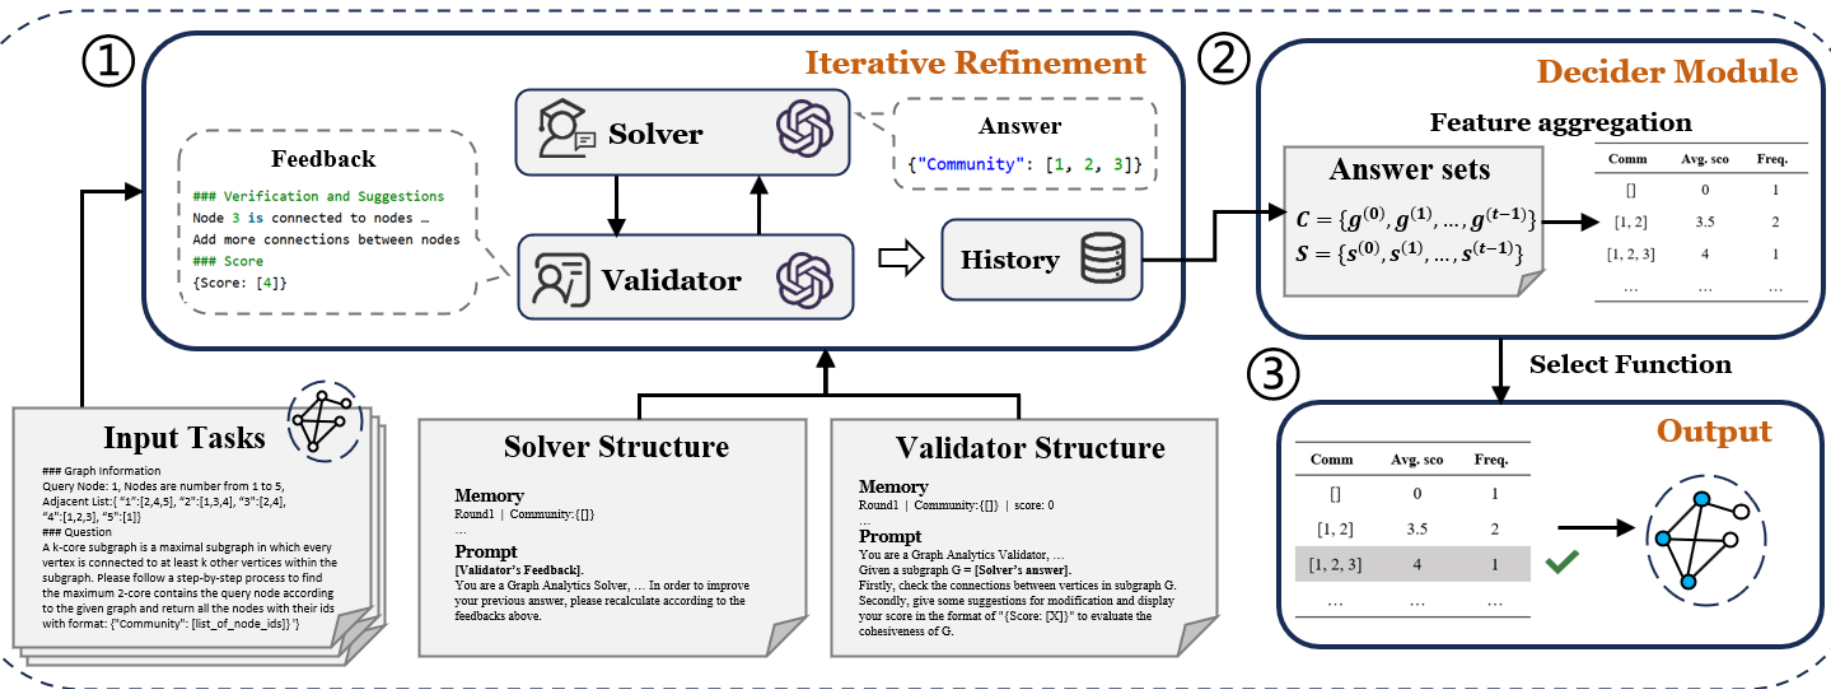 ①
Iterative Refinement
Feedback
### Verification and Suggestions
Node 3 is connected to nodes …
Add more connections between nodes
### Score
{Score: [4]}
Solver
Validator
Answer
{"Community": [1, 2, 3]}
History
②
Decider Module
Feature aggregation
Answer sets
C = {g⁽⁰⁾, g⁽¹⁾, …, g⁽ᵗ⁻¹⁾}
S = {s⁽⁰⁾, s⁽¹⁾, …, s⁽ᵗ⁻¹⁾}
Comm Avg. sco Freq.
[] 0 1
[1, 2] 3.5 2
[1, 2, 3] 4 1
… … …
Select Function
③
Output
Comm Avg. sco Freq.
[] 0 1
[1, 2] 3.5 2
[1, 2, 3] 4 1
… … …
Input Tasks
### Graph Information
Query Node: 1, Nodes are number from 1 to 5,
Adjacent List:{ “1”:[2,4,5], “2”:[1,3,4], “3”:[2,4],
“4”:[1,2,3], “5”:[1]}
### Question
A k-core subgraph is a maximal subgraph in which every
vertex is connected to at least k other vertices within the
subgraph. Please follow a step-by-step process to find
the maximum 2-core contains the query node according
to the given graph and return all the nodes with their ids
with format: {"Community": [list_of_node_ids]} '}
Solver Structure
Memory
Round1 | Community:{[]}
…
Prompt
[Validator’s Feedback].
You are a Graph Analytics Solver, … In order to improve
your previous answer, please recalculate according to the
feedbacks above.
Validator Structure
Memory
Round1 | Community:{[]} | score: 0
…
Prompt
You are a Graph Analytics Validator, …
Given a subgraph G = [Solver’s answer].
Firstly, check the connections between vertices in subgraph G.
Secondly, give some suggestions for modification and display
your score in the format of "{Score: [X]}" to evaluate the
cohesiveness of G.